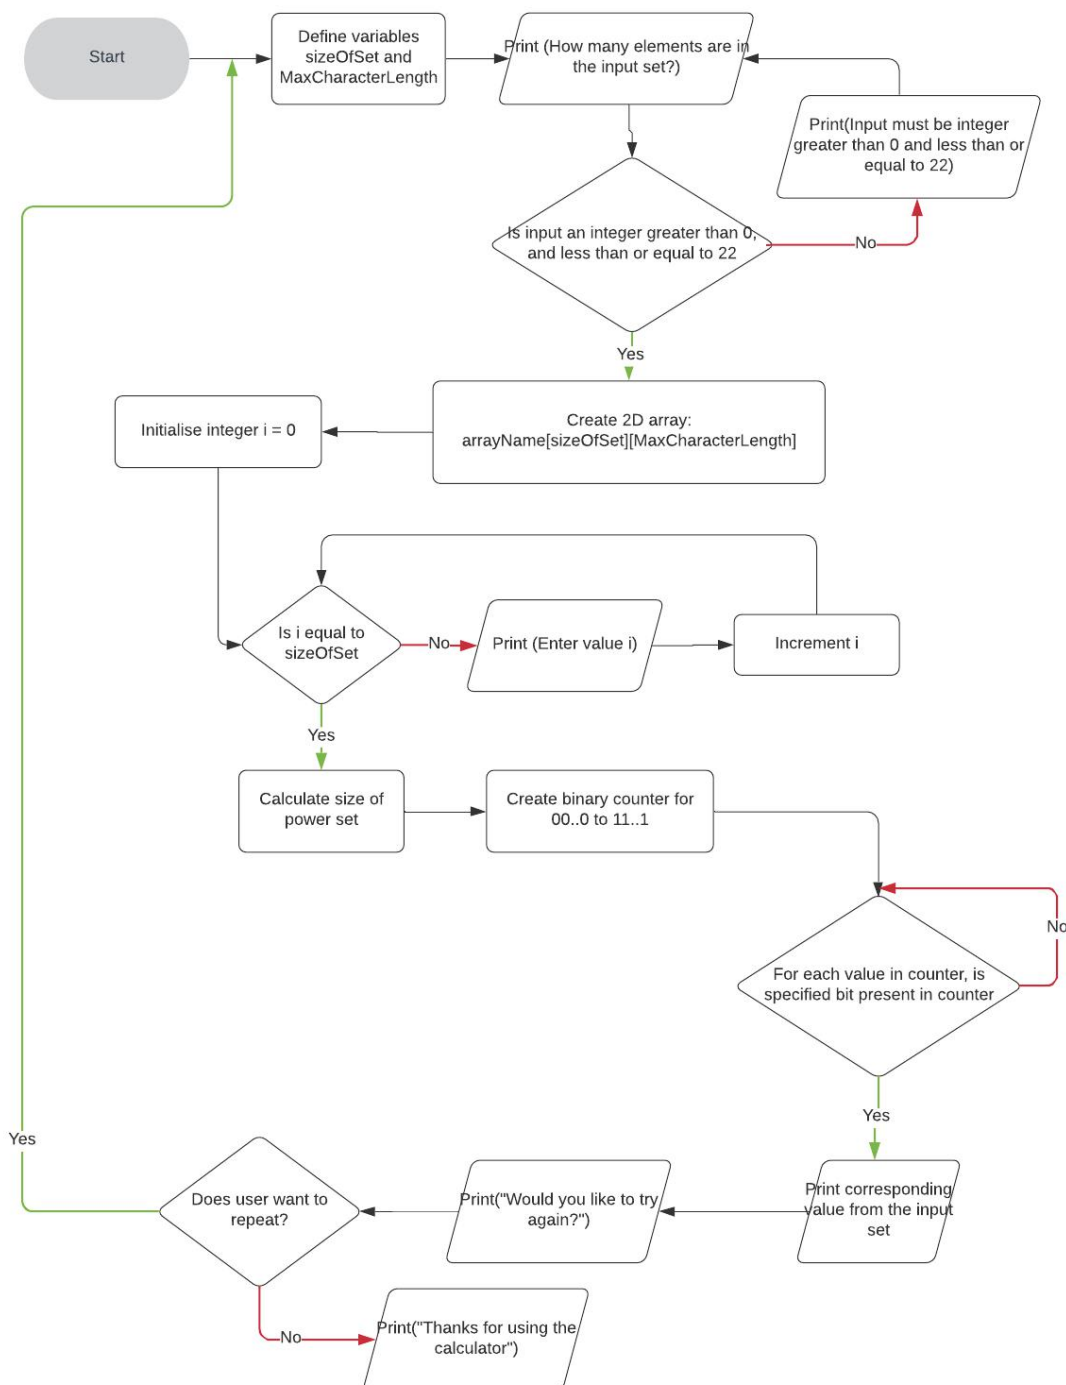 Start
Define variables
sizeOfSet and
MaxCharacterLength
Print (How many elements are in
the input set?)
Print(Input must be integer
greater than 0 and less than or
equal to 22)
Is input an integer greater than 0,
and less than or equal to 22
No
Yes
Create 2D array:
arrayName[sizeOfSet][MaxCharacterLength]
Initialise integer i = 0
Is i equal to
sizeOfSet
No
Print (Enter value i)
Increment i
Yes
Calculate size of
power set
Create binary counter for
00..0 to 11..1
No
For each value in counter, is
specified bit present in counter
Yes
Print corresponding
value from the input
set
Print("Would you like to try
again?")
Does user want to
repeat?
Yes
No
Print("Thanks for using the
calculator")